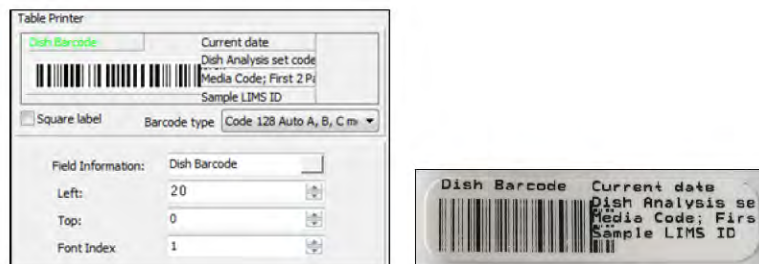 Table Printer
Dish Barcode
Current date
Dish Analysis set code
Media Code; First 2
Sample LIMS ID
Square label
Barcode type Code 128 Auto A, B, C
Field Information: Dish Barcode
Left: 20
Top: 0
Font Index 1
Dish Barcode Current date
Dish Analysis se
Media Code; Firs
Sample LIMS ID